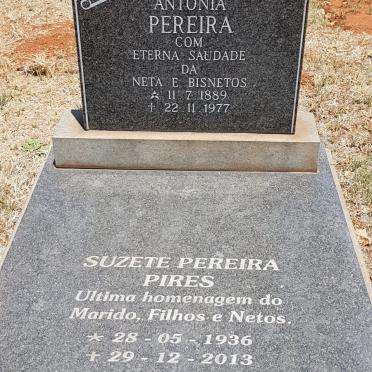 ANTONIA
PEREIRA
COM
ETERNA SAUDADE
DA
NETA E BISNETOS
★ 11 7 1889
✝ 22 11 1977
SUZETE PEREIRA
PIRES
Ultima homenagem do
Marido, Filhos e Netos.
★ 28 - 05 - 1936
✝ 29 - 12 - 2013